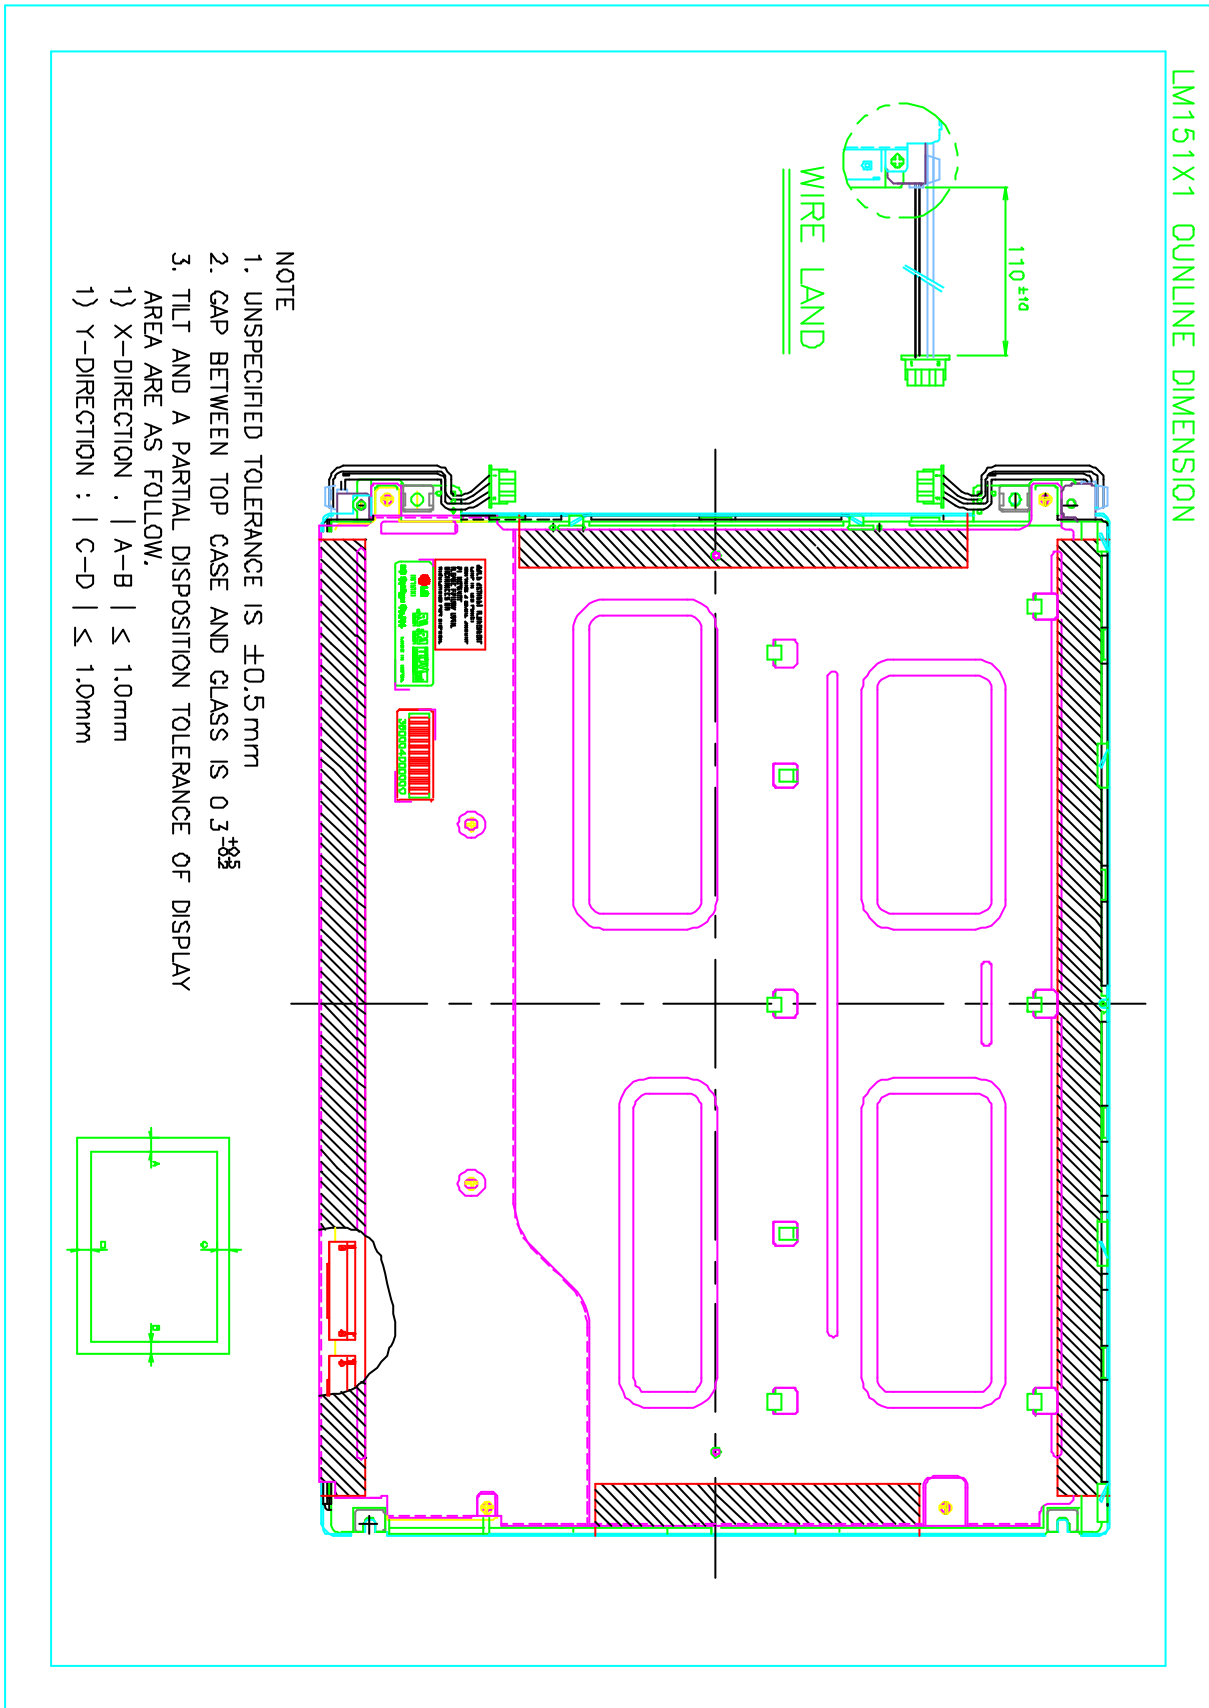 LM151X1 OUNLINE DIMENSION
110 ±10
WIRE LAND
NOTE
1. UNSPECIFIED TOLERANCE IS ±0.5mm
2. GAP BETWEEN TOP CASE AND GLASS IS 0.3
3. TILT AND A PARTIAL DISPOSITION TOLERANCE OF DISPLAY
AREA ARE AS FOLLOW.
1) X-DIRECTION . | A-B | ≤ 1.0mm
1) Y-DIRECTION : | C-D | ≤ 1.0mm
A
C
D
B